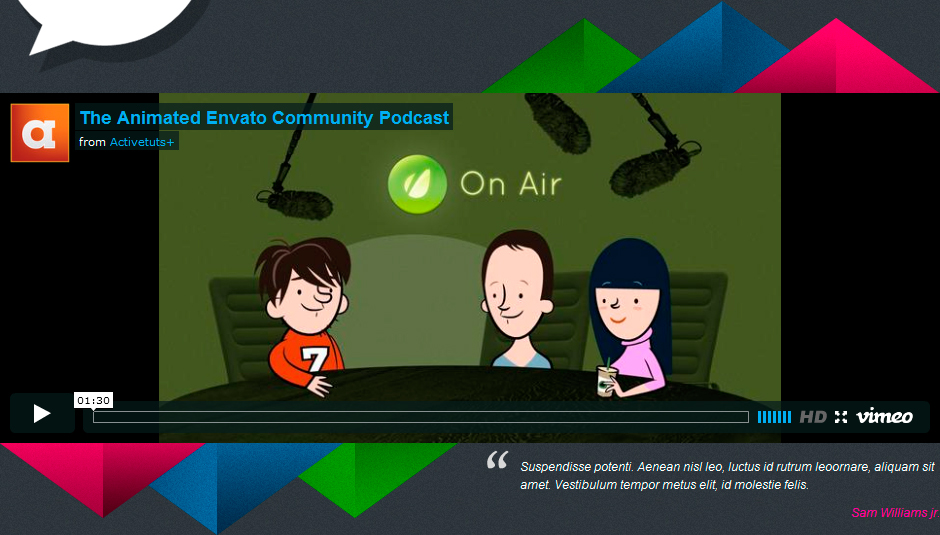 The Animated Envato Community Podcast
from Activetuts+
a
On Air
7
01:30
HD vimeo
“ Suspendisse potenti. Aenean nisl leo, luctus id rutrum leoornare, aliquam sit
amet. Vestibulum tempor metus elit, id molestie felis.
Sam Williams jr